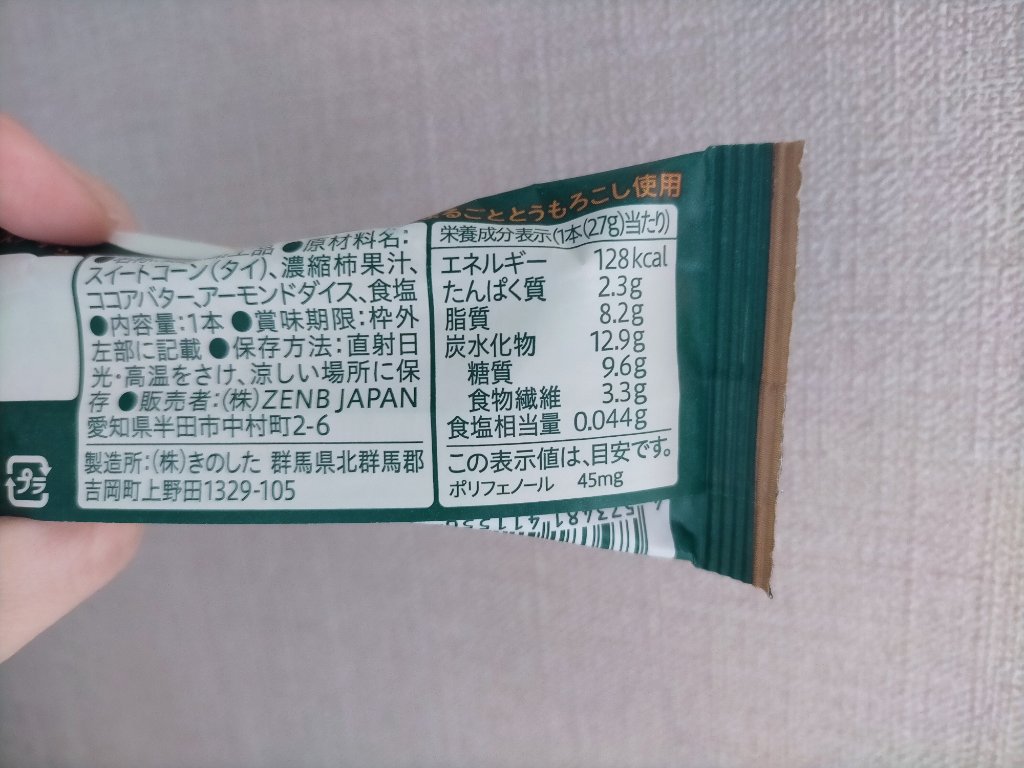 まるごととうもろこし使用
●原材料名:
スイートコーン(タイ)、濃縮柿果汁、
ココアバター、アーモンドダイス、食塩
●内容量:1本 ●賞味期限:枠外
左部に記載 ●保存方法:直射日
光・高温をさけ、涼しい場所に保
存 ●販売者:(株)ZENB JAPAN
愛知県半田市中村町2-6
製造所:(株)きのした 群馬県北群馬郡
吉岡町上野田1329-105
プラ
栄養成分表示(1本(27g)当たり)
エネルギー 128kcal
たんぱく質 2.3g
脂質 8.2g
炭水化物 12.9g
糖質 9.6g
食物繊維 3.3g
食塩相当量 0.044g
この表示値は、目安です。
ポリフェノール 45mg